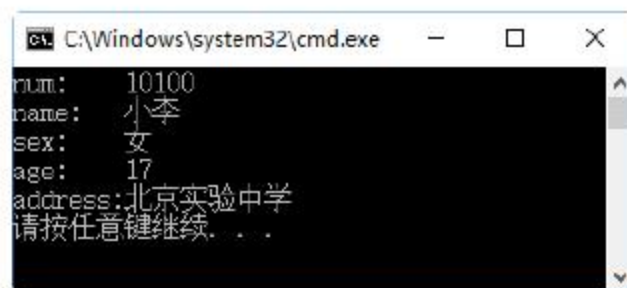 C:\Windows\system32\cmd.exe
num: 10100
name: 小李
sex: 女
age: 17
address:北京实验中学
请按任意键继续. . .